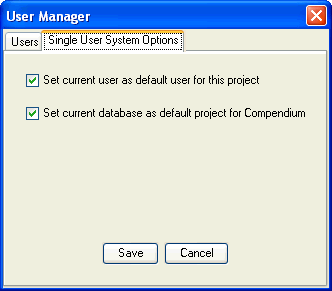 User Manager
Users
Single User System Options
Set current user as default user for this project
Set current database as default project for Compendium
Save
Cancel